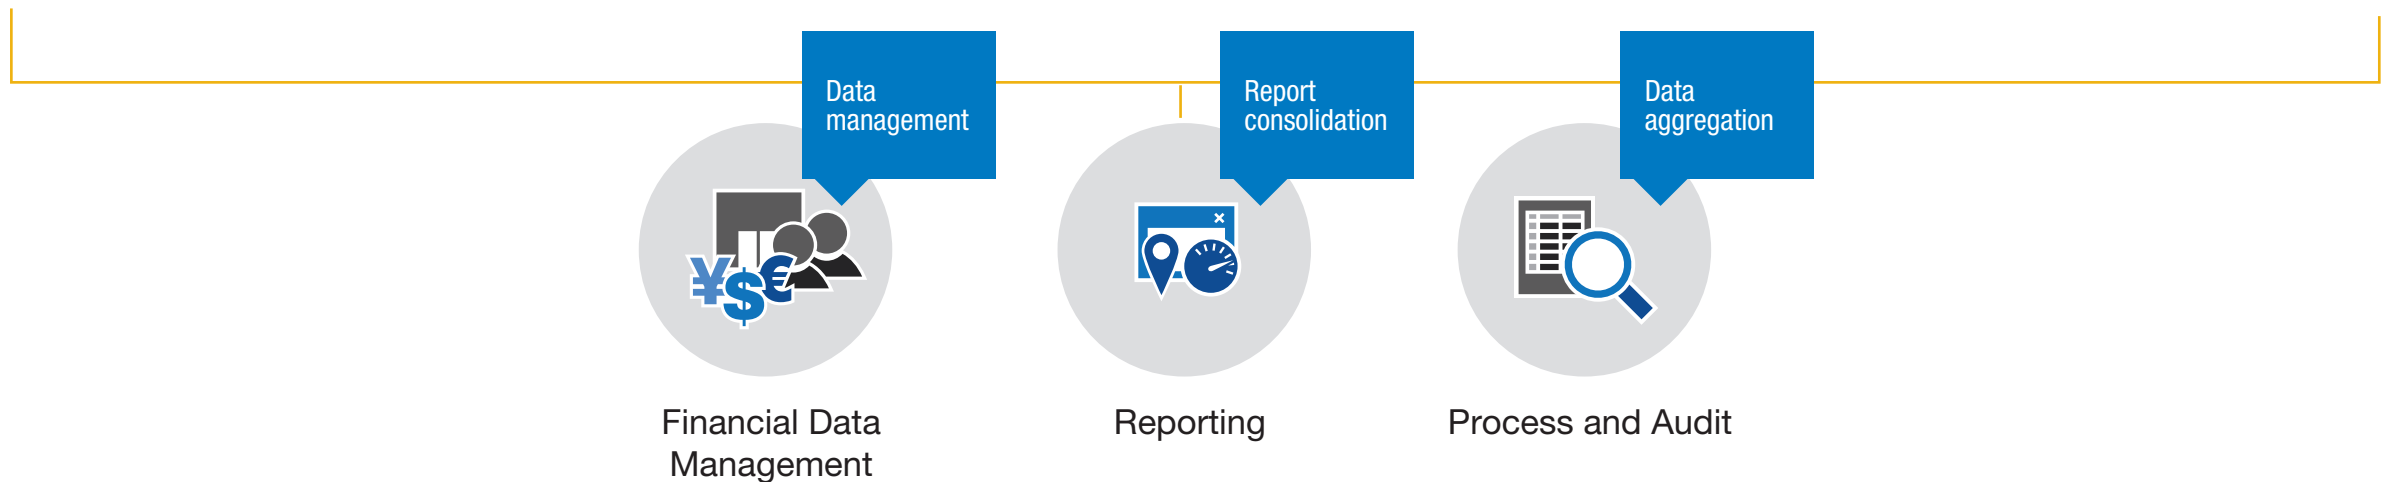 Data
management
Report
consolidation
Data
aggregation
Financial Data
Management
Reporting
Process and Audit